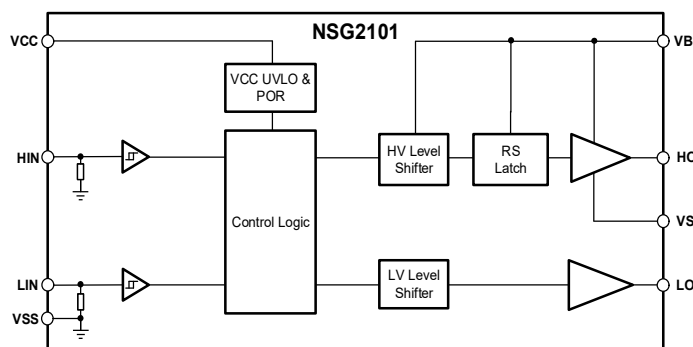 NSG2101
VCC
VB
VCC UVLO &
POR
HIN
HV Level
Shifter
RS
Latch
HO
Control Logic
VS
LIN
LV Level
Shifter
LO
VSS